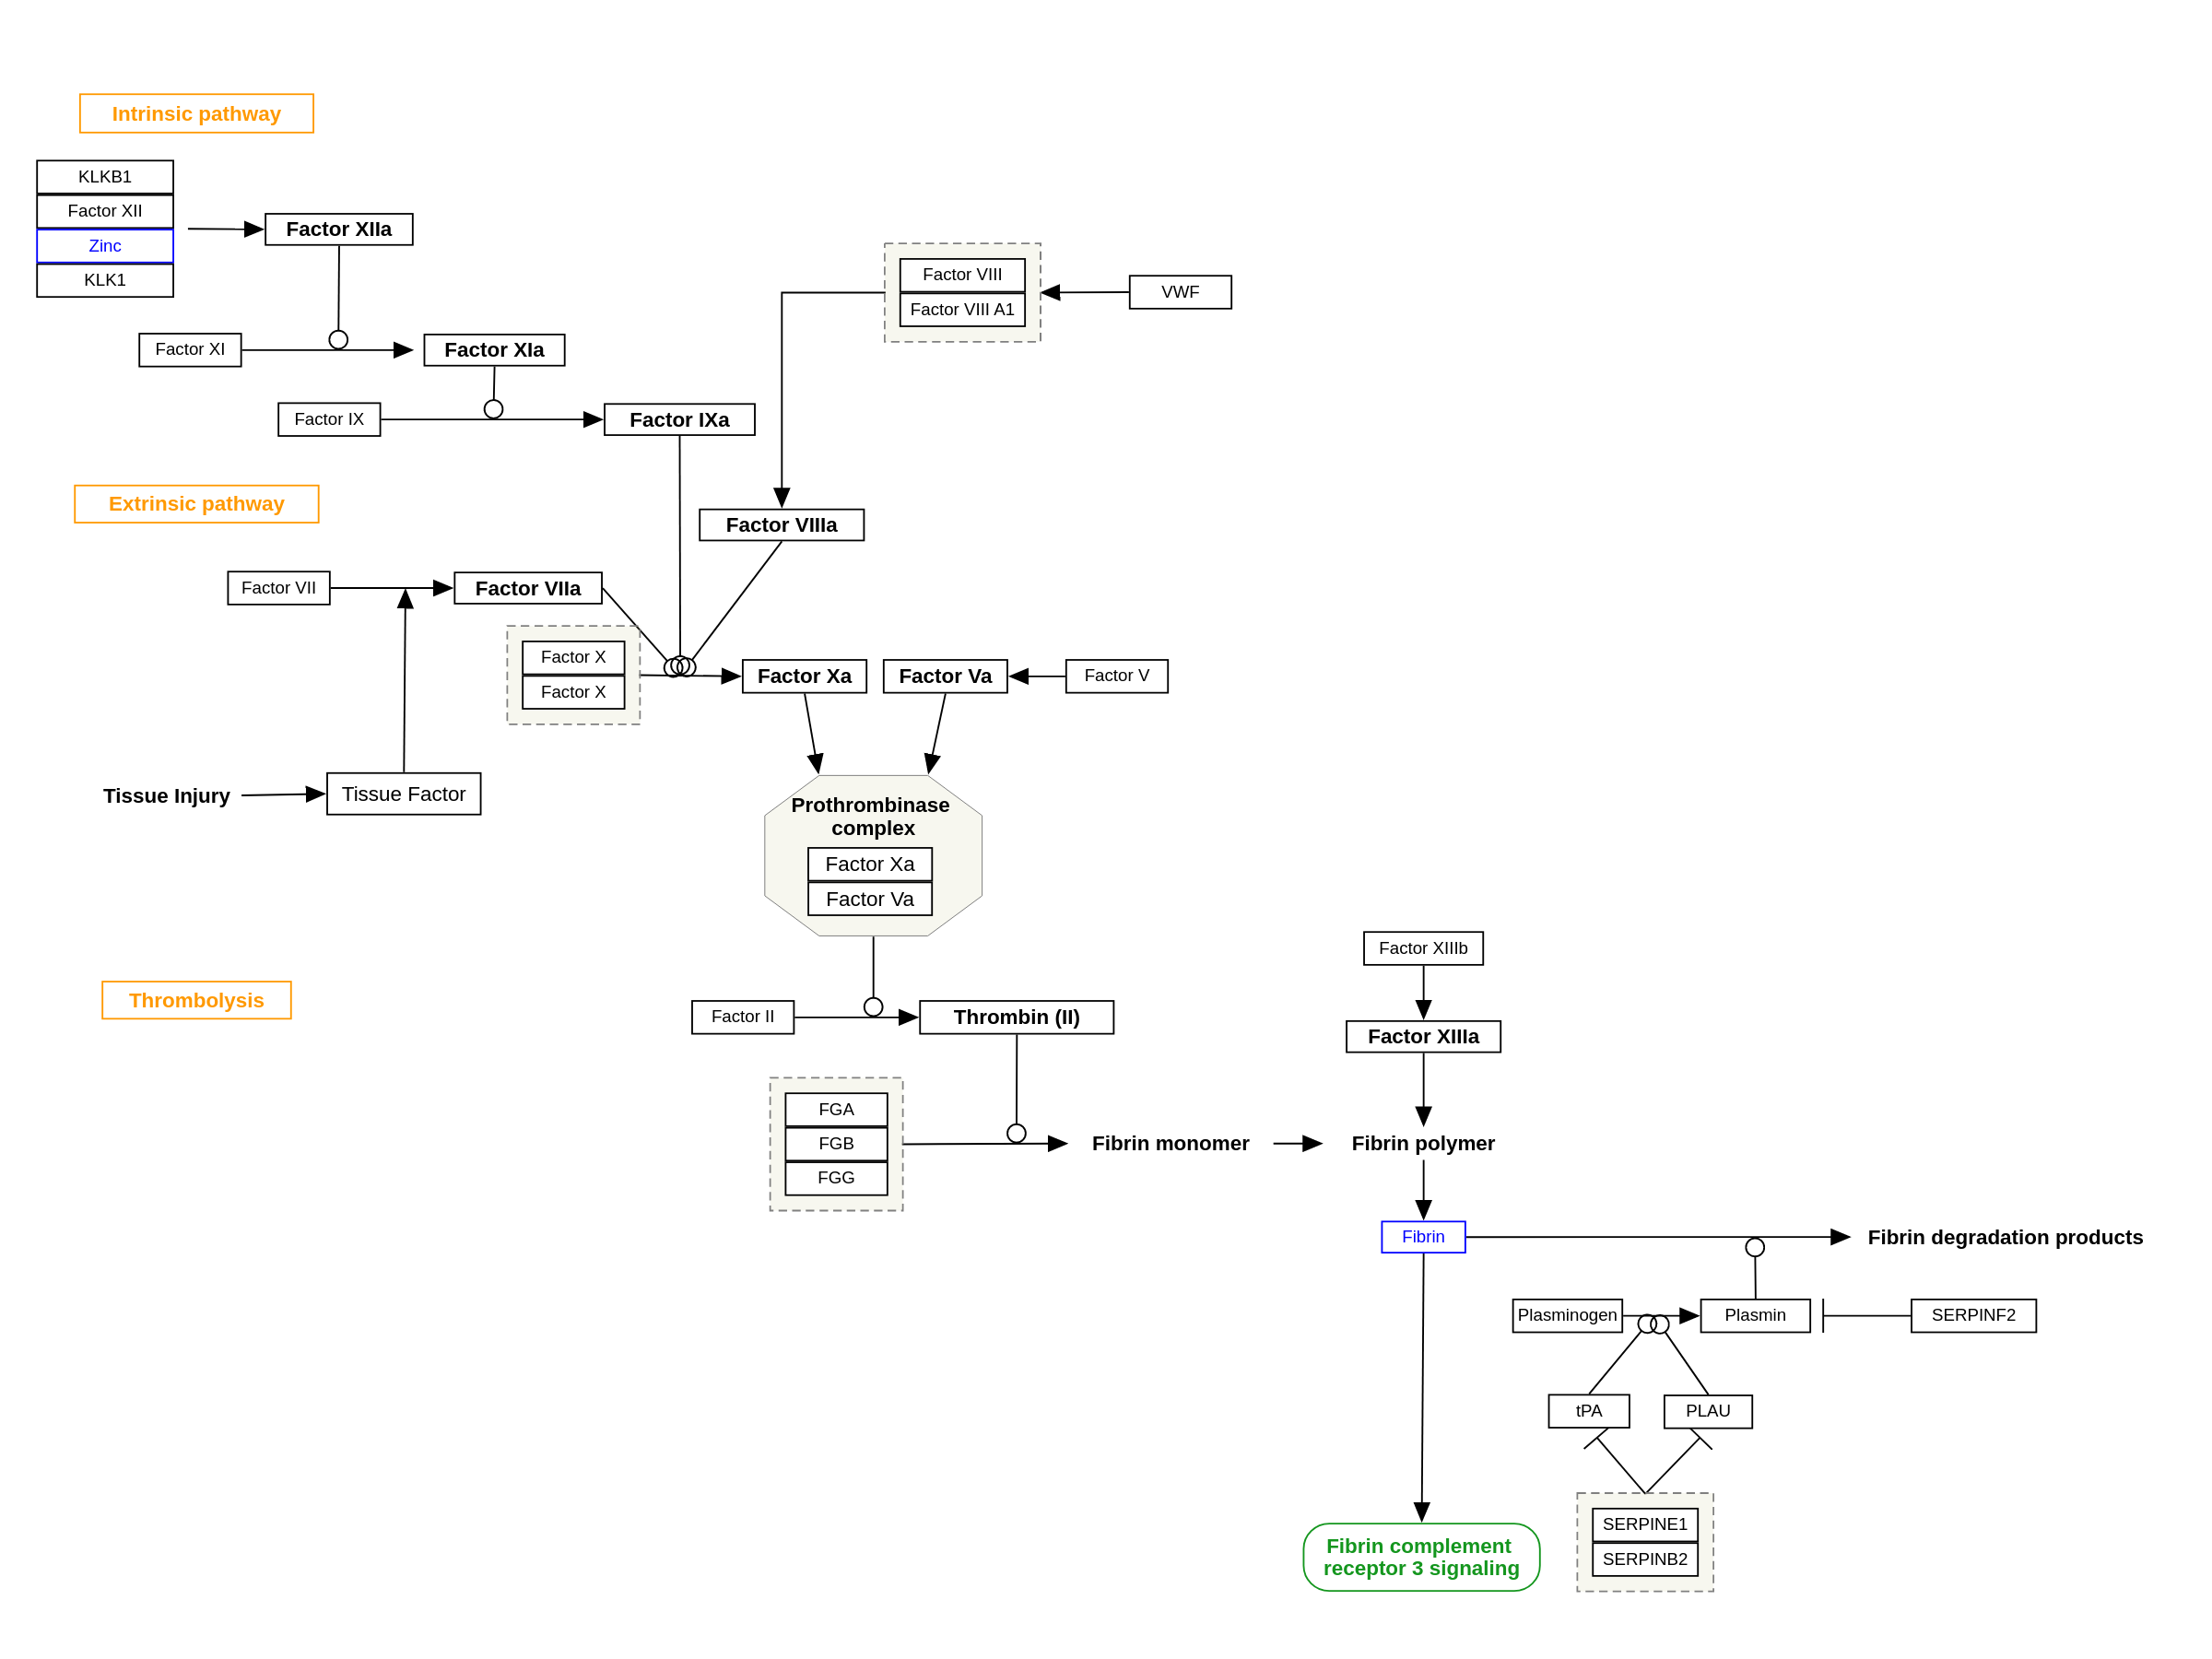 Intrinsic pathway
KLKB1
Factor XII
Zinc
KLK1
Factor XIIa
Factor VIII
Factor VIII A1
VWF
Factor XI
Factor XIa
Factor IX
Factor IXa
Extrinsic pathway
Factor VIIIa
Factor VII
Factor VIIa
Factor X
Factor X
Factor Xa
Factor Va
Factor V
Tissue Injury
Tissue Factor
Prothrombinase
complex
Factor Xa
Factor Va
Thrombolysis
Factor II
Thrombin (II)
Factor XIIIb
Factor XIIIa
FGA
FGB
FGG
Fibrin monomer
Fibrin polymer
Fibrin
Fibrin degradation products
Plasminogen
Plasmin
SERPINF2
tPA
PLAU
SERPINE1
SERPINB2
Fibrin complement
receptor 3 signaling